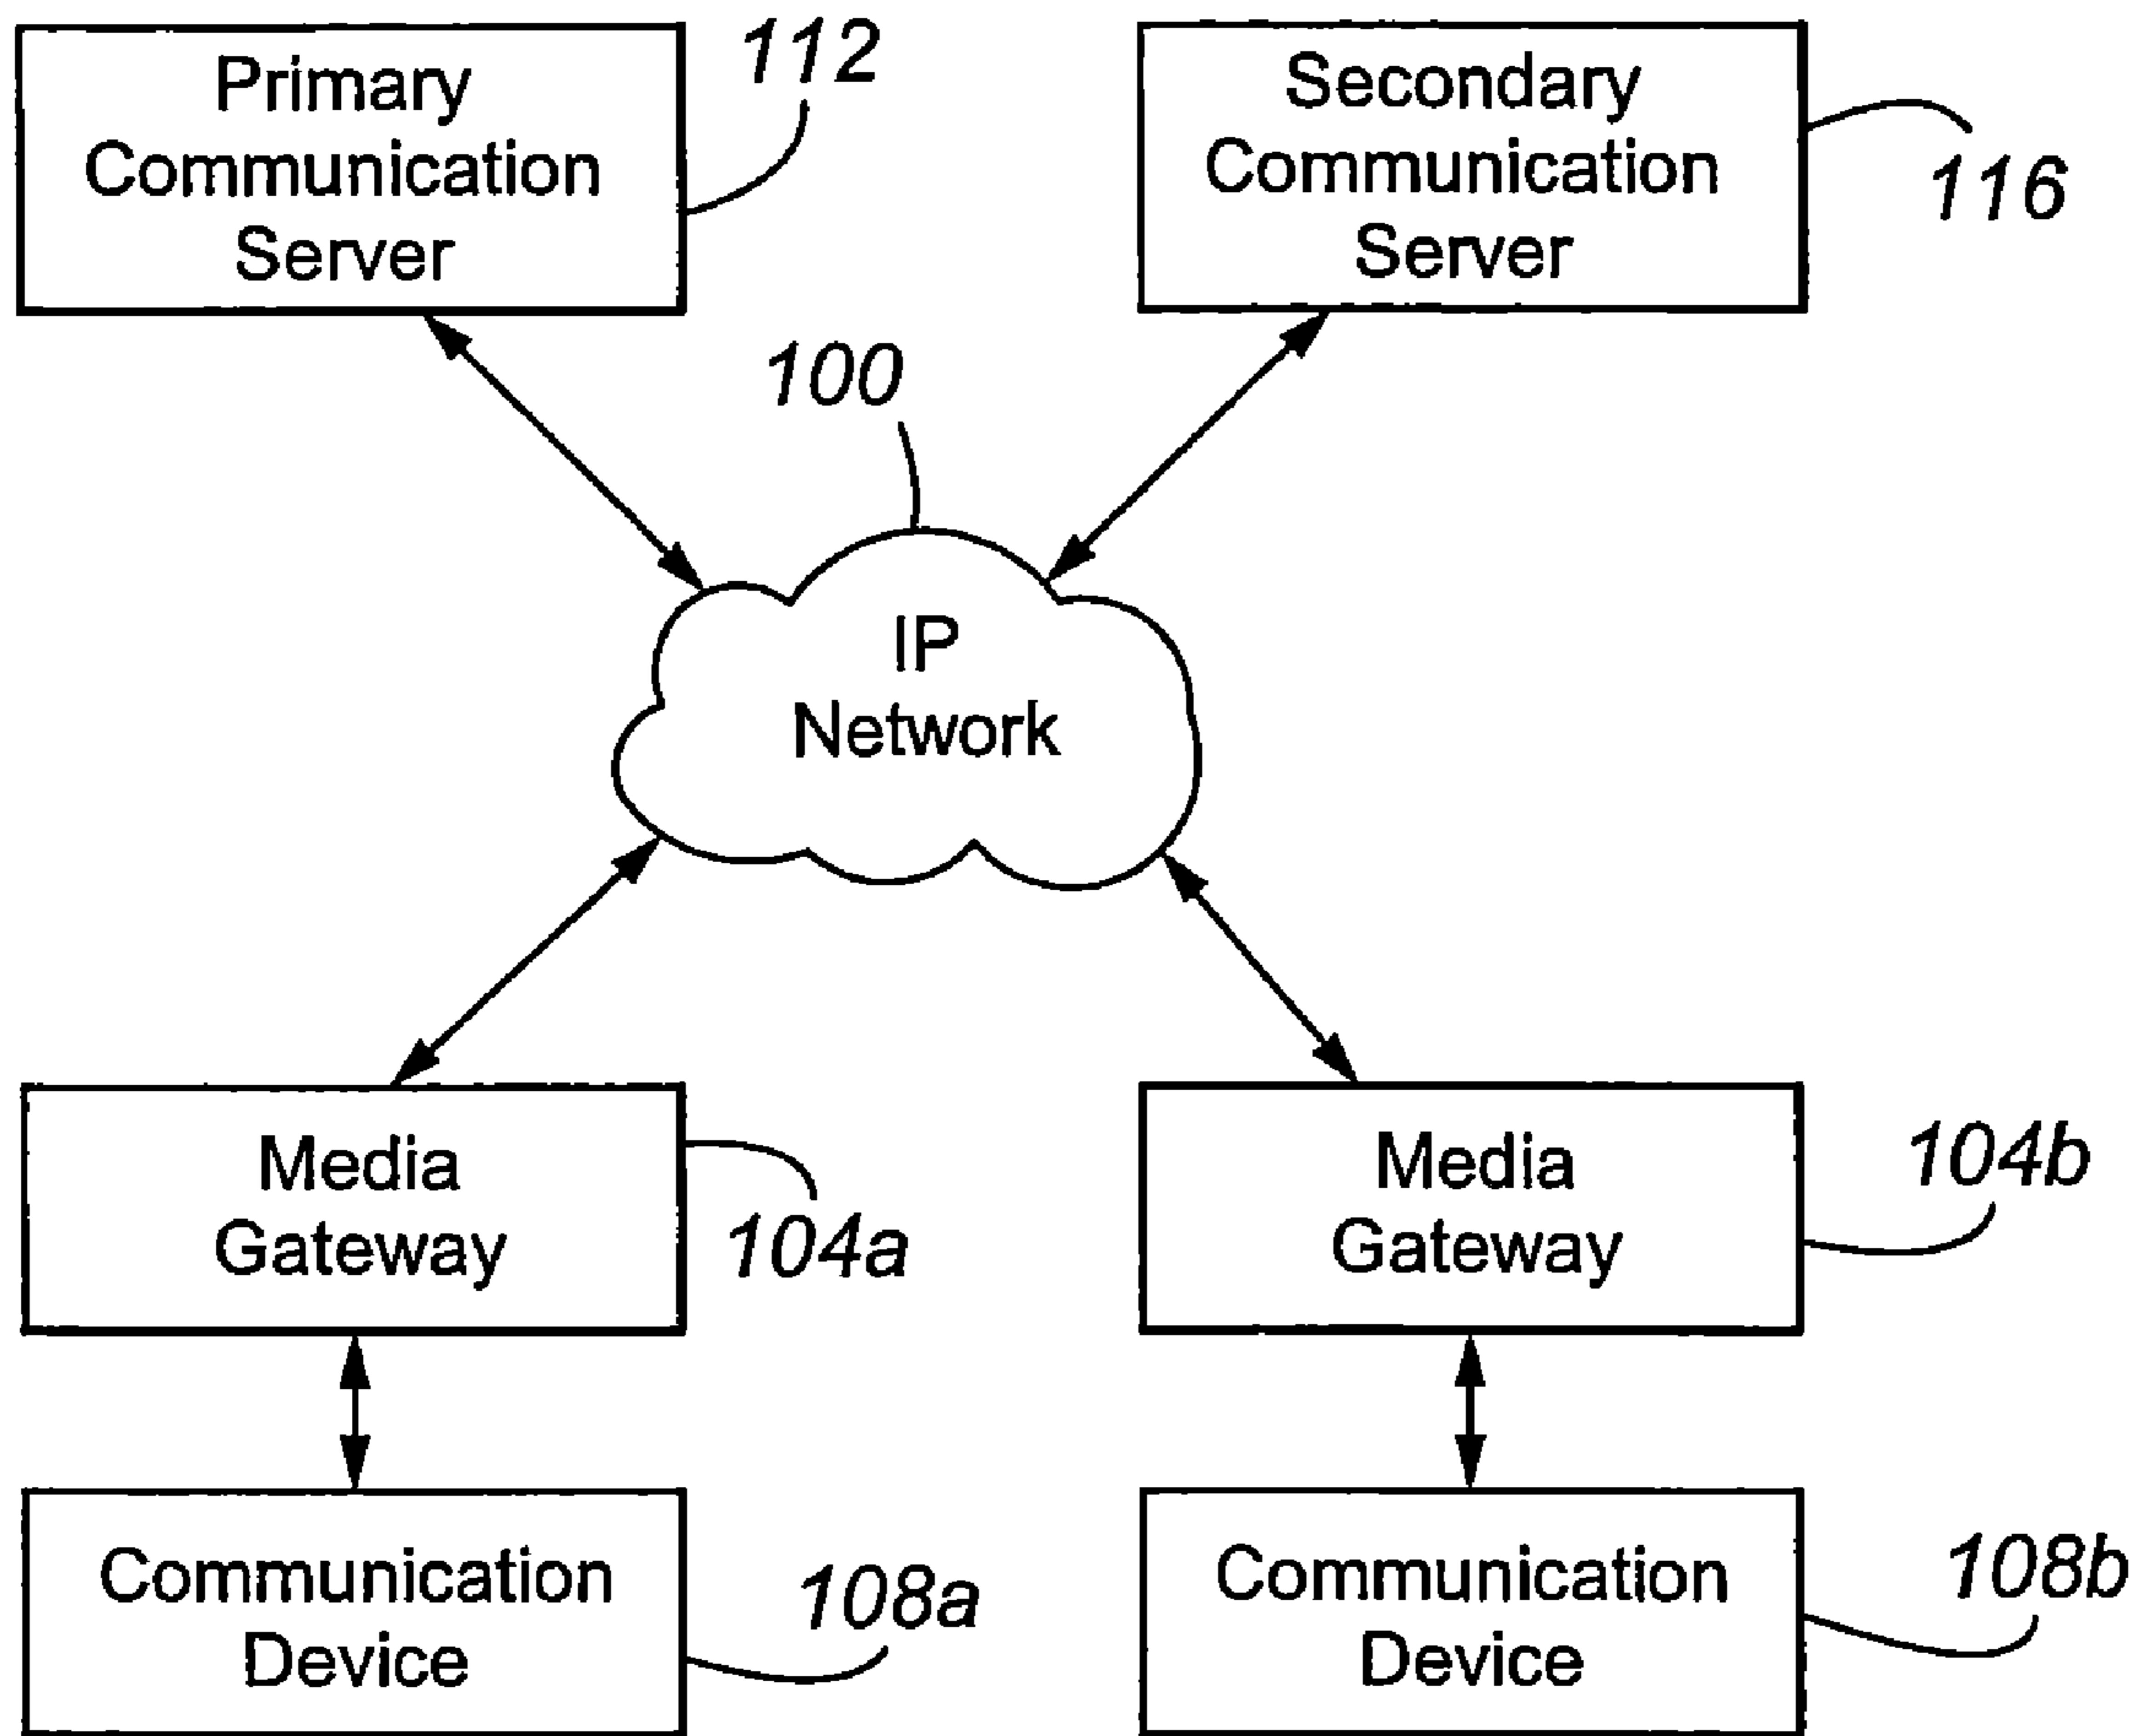 Primary
Communication
Server
112
Secondary
Communication
Server
116
100
IP
Network
Media
Gateway
104a
Media
Gateway
104b
Communication
Device
108a
Communication
Device
108b